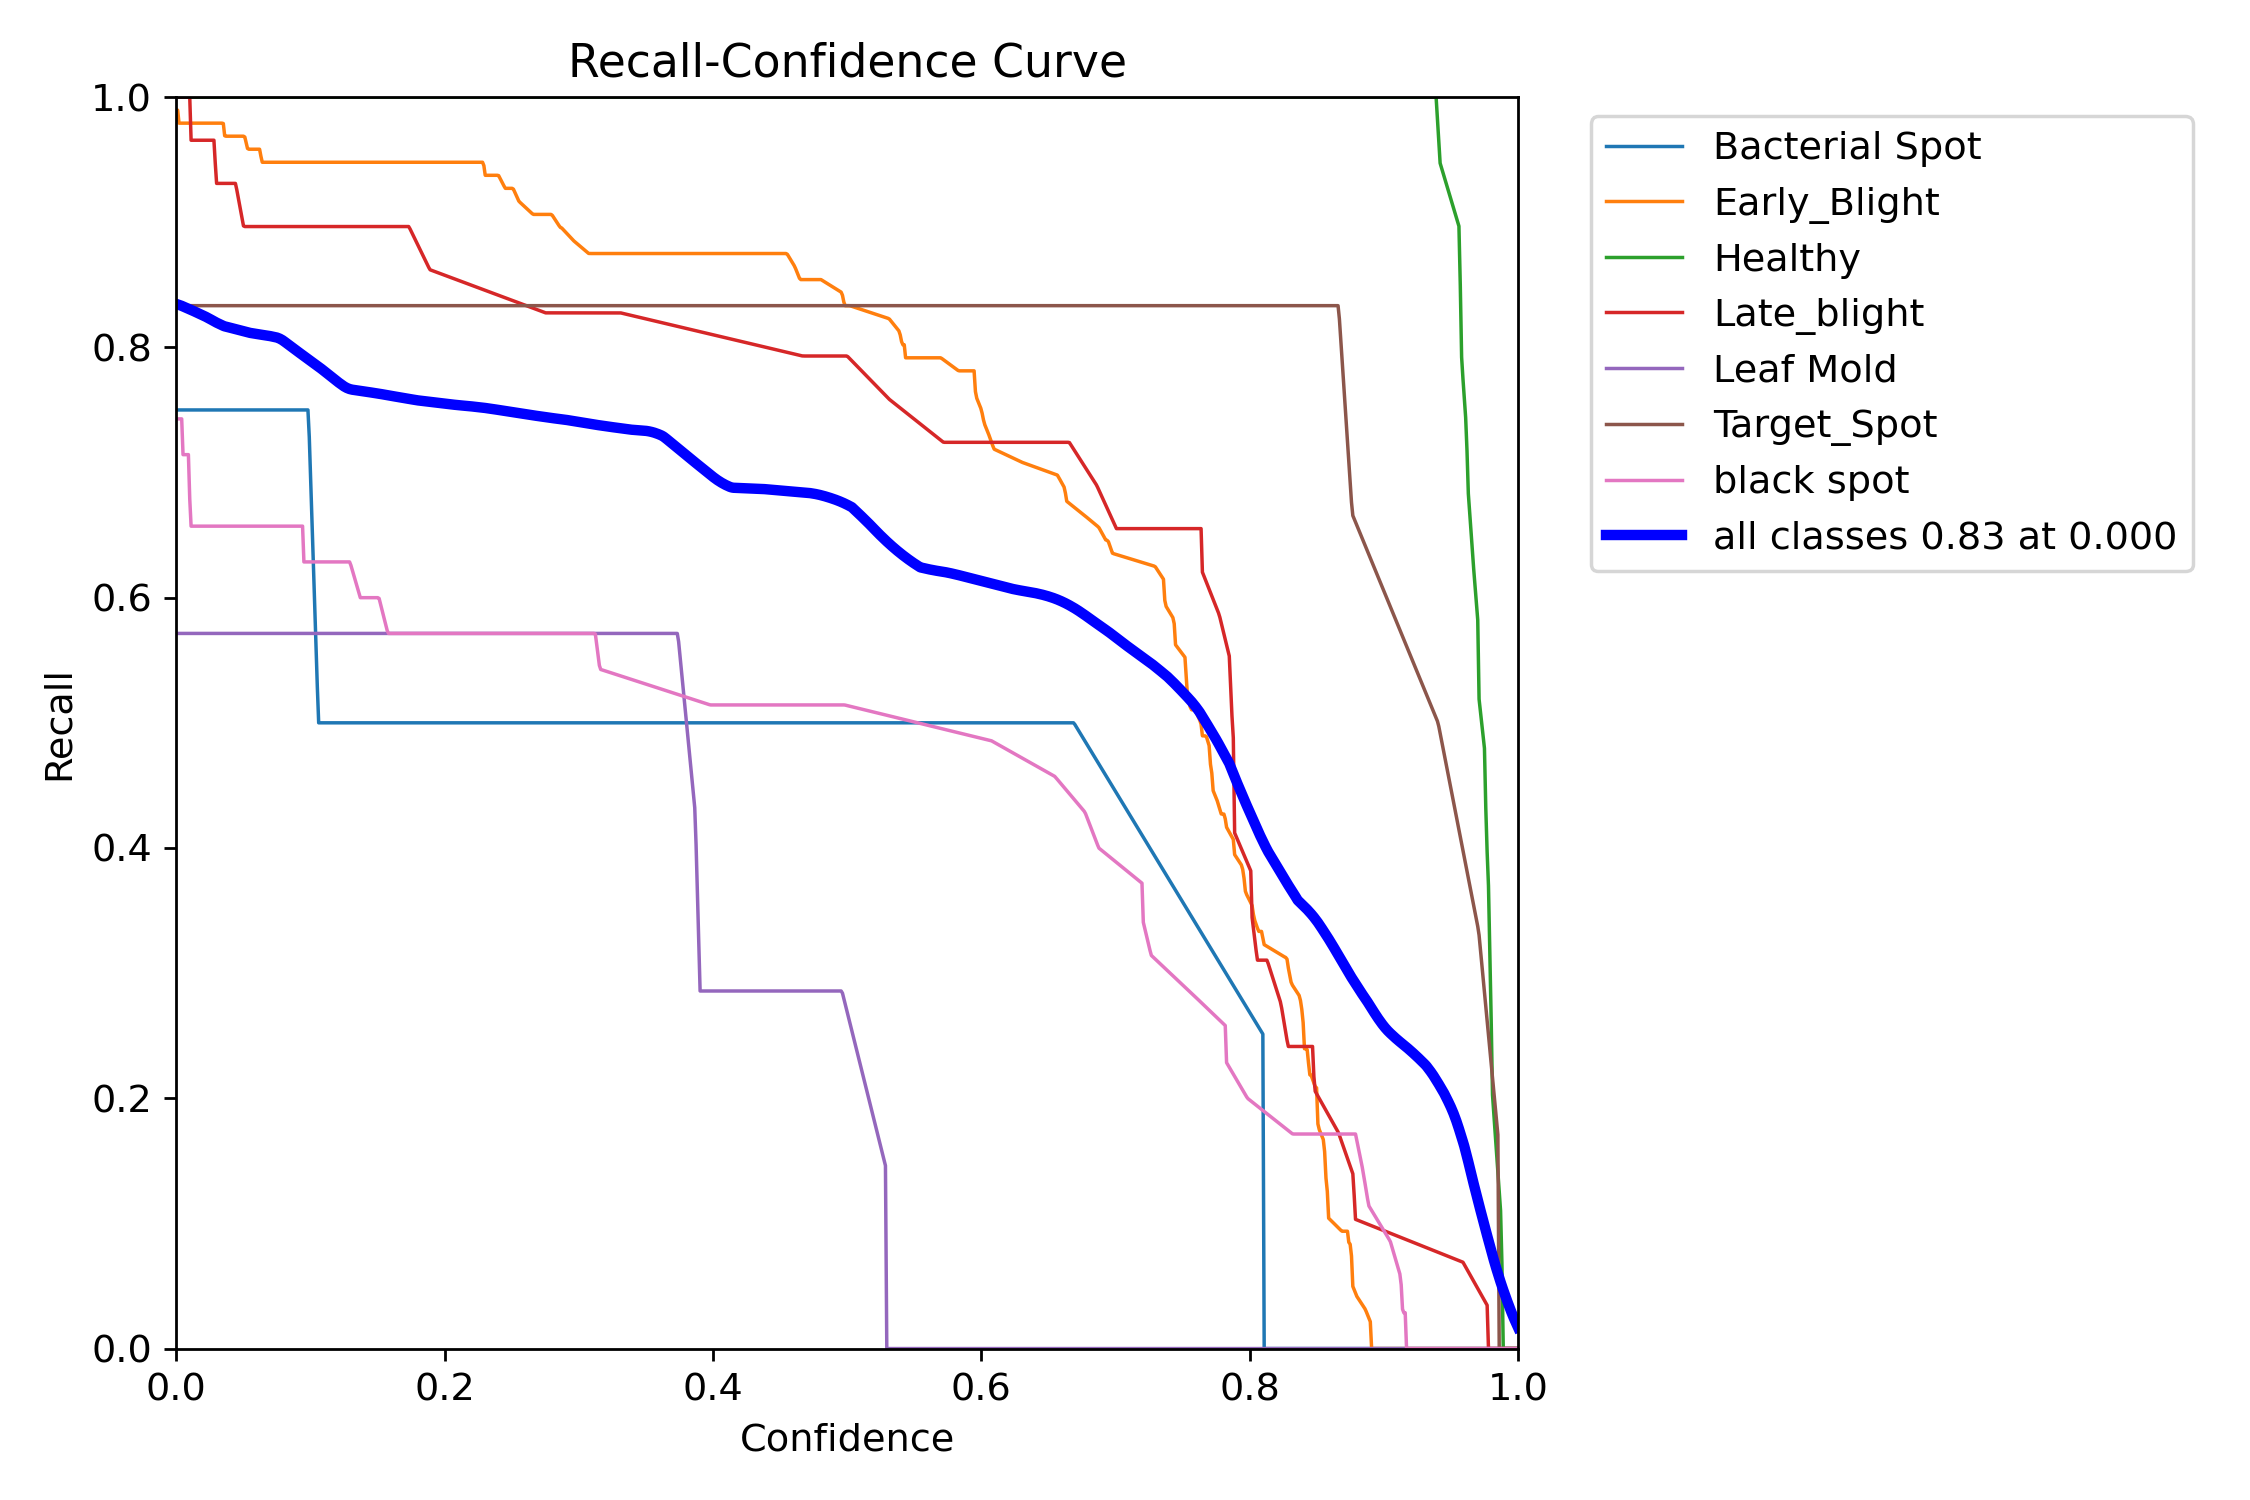 Recall-Confidence Curve
1.0
0.8
0.6
0.4
0.2
0.0
Recall
0.0 0.2 0.4 0.6 0.8 1.0
Confidence
Bacterial Spot
Early_Blight
Healthy
Late_blight
Leaf Mold
Target_Spot
black spot
all classes 0.83 at 0.000